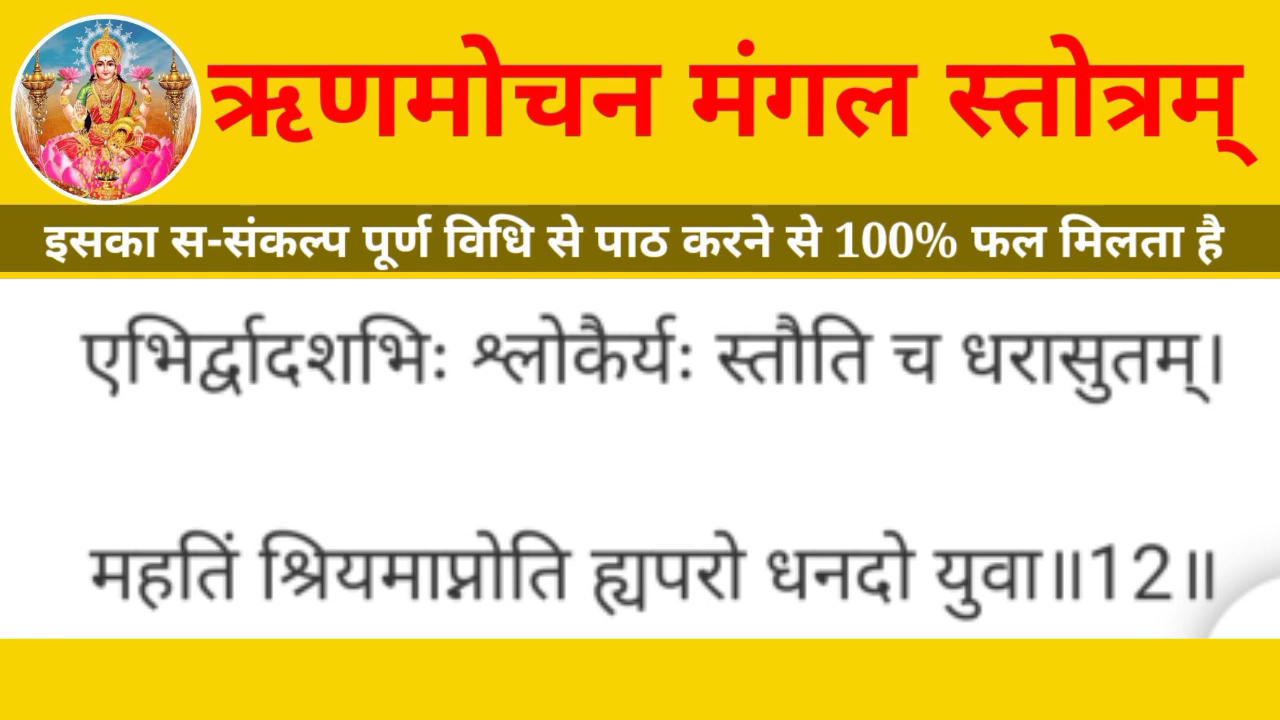 ऋणमोचन मंगल स्तोत्रम्
इसका स-संकल्प पूर्ण विधि से पाठ करने से 100% फल मिलता है
एभिर्द्वादशभिः श्लोकैर्यः स्तौति च धरासुतम्।
महतिं श्रियमाप्नोति ह्यपरो धनदो युवा॥12॥